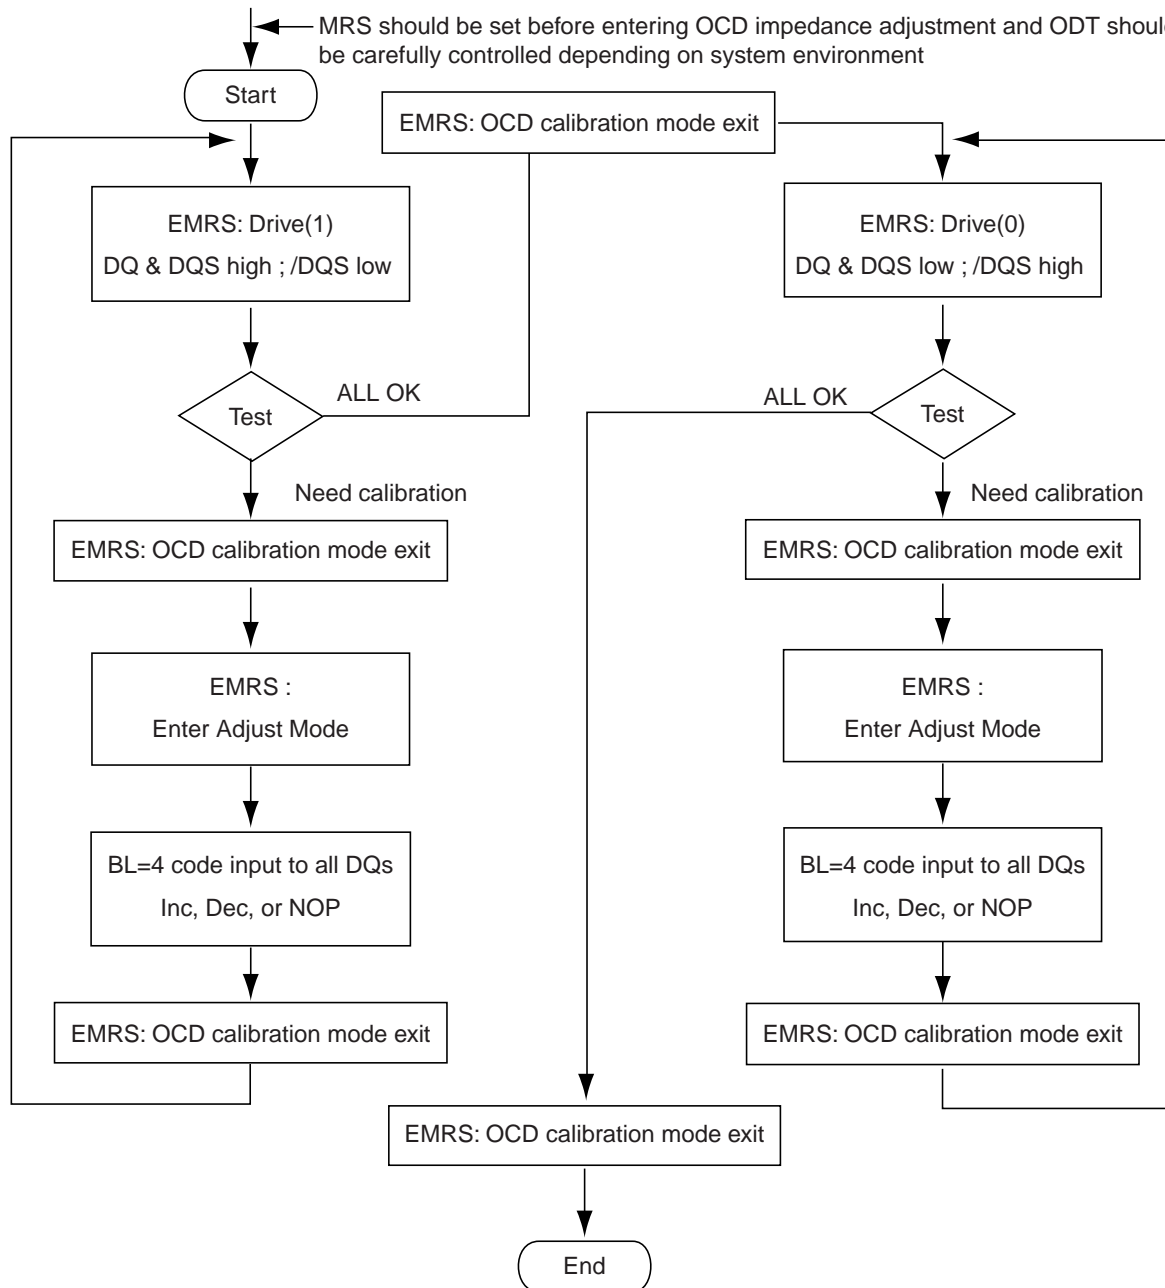 MRS should be set before entering OCD impedance adjustment and ODT shoul
be carefully controlled depending on system environment
Start
EMRS: OCD calibration mode exit
EMRS: Drive(1)
DQ & DQS high ; /DQS low
Test
ALL OK
Need calibration
EMRS: OCD calibration mode exit
EMRS :
Enter Adjust Mode
BL=4 code input to all DQs
Inc, Dec, or NOP
EMRS: OCD calibration mode exit
EMRS: Drive(0)
DQ & DQS low ; /DQS high
ALL OK
Test
Need calibration
EMRS: OCD calibration mode exit
EMRS :
Enter Adjust Mode
BL=4 code input to all DQs
Inc, Dec, or NOP
EMRS: OCD calibration mode exit
EMRS: OCD calibration mode exit
End